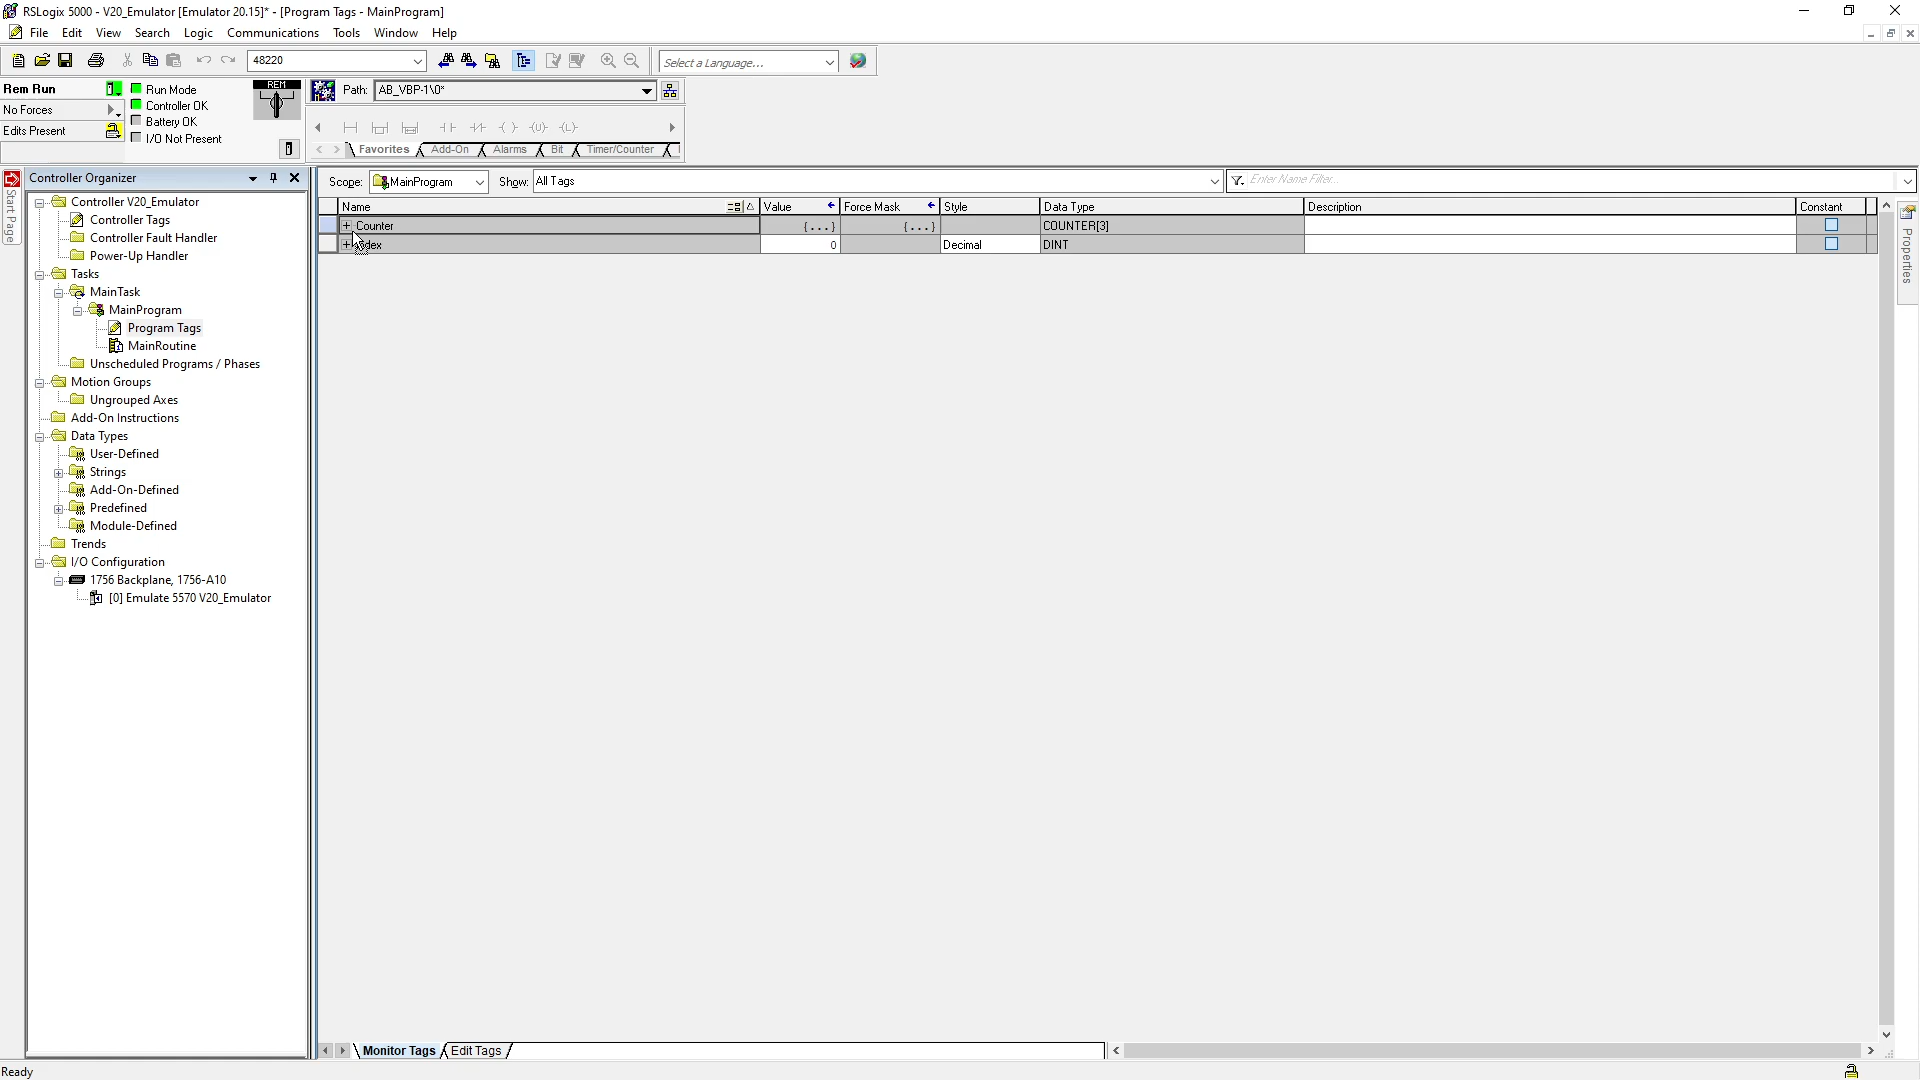 RSLogix 5000 - V20_Emulator [Emulator 20.15]* - [Program Tags - MainProgram]
File Edit View Search Logic Communications Tools Window Help
48220 Select a Language...
Rem Run
No Forces
Edits Present
Run Mode
Controller OK
Battery OK
I/O Not Present
REM
Path: AB_VBP-1\0*
Favorites Add-On Alarms Bit Timer/Counter
Start Page
Controller Organizer
Controller V20_Emulator
Controller Tags
Controller Fault Handler
Power-Up Handler
Tasks
MainTask
MainProgram
Program Tags
MainRoutine
Unscheduled Programs / Phases
Motion Groups
Ungrouped Axes
Add-On Instructions
Data Types
User-Defined
Strings
Add-On-Defined
Predefined
Module-Defined
Trends
I/O Configuration
1756 Backplane, 1756-A10
[0] Emulate 5570 V20_Emulator
Scope: MainProgram Show: All Tags Enter Name Filter...
Name Value Force Mask Style Data Type Description Constant
Counter {...} {...} COUNTER[3]
0 Decimal DINT
Properties
Monitor Tags Edit Tags
Ready